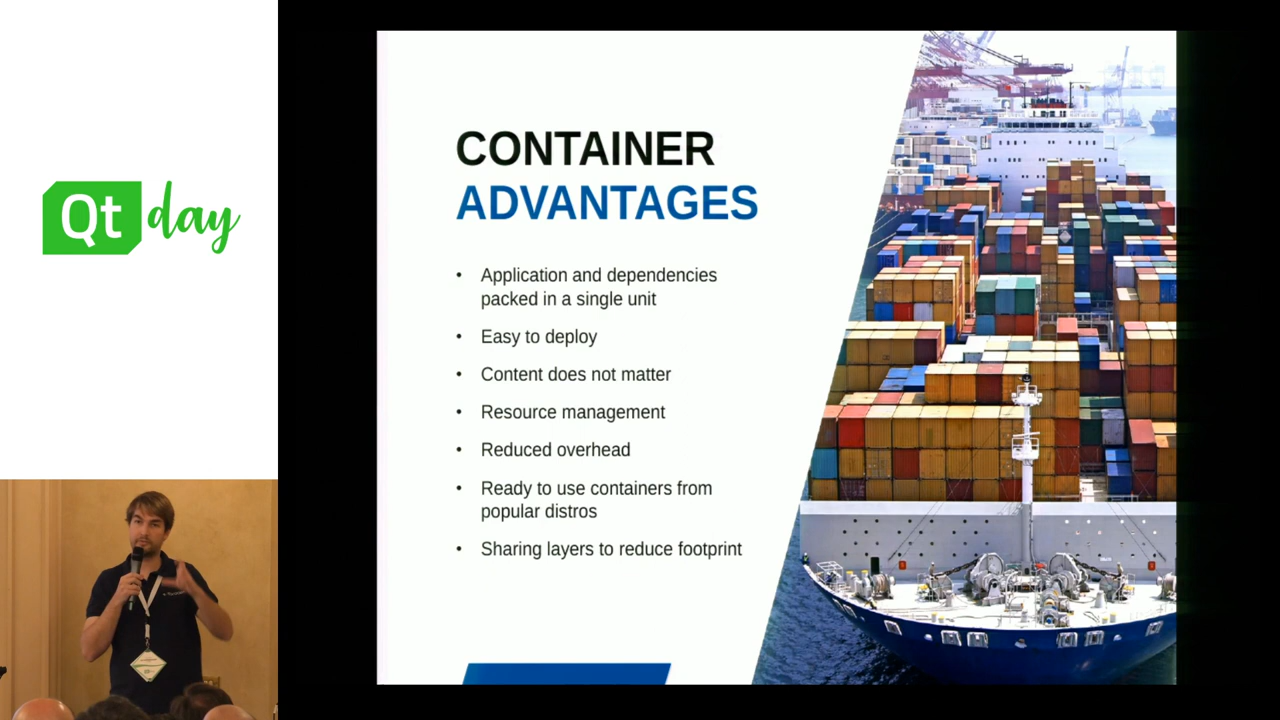 Qt day
CONTAINER
ADVANTAGES
• Application and dependencies
packed in a single unit
• Easy to deploy
• Content does not matter
• Resource management
• Reduced overhead
• Ready to use containers from
popular distros
• Sharing layers to reduce footprint